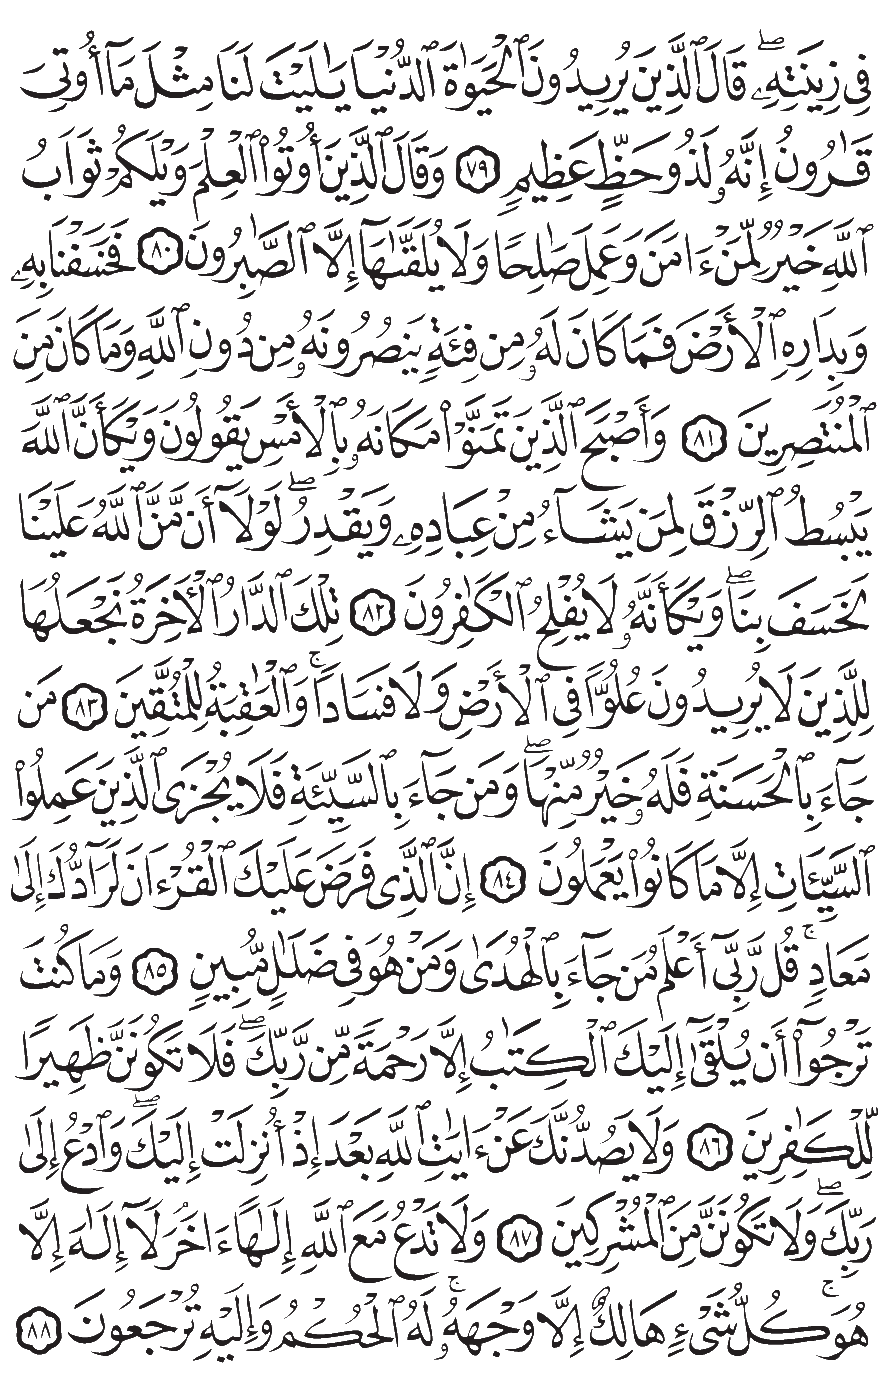 فِي زِينَتِهِۦۖ قَالَ ٱلَّذِينَ يُرِيدُونَ ٱلْحَيَوٰةَ ٱلدُّنْيَا يَٰلَيْتَ لَنَا مِثْلَ مَآ أُوتِىَ
قَٰرُونُ إِنَّهُۥ لَذُو حَظٍّ عَظِيمٍ ٧٩ وَقَالَ ٱلَّذِينَ أُوتُوا۟ ٱلْعِلْمَ وَيْلَكُمْ ثَوَابُ
ٱللَّهِ خَيْرٌ لِّمَنْ ءَامَنَ وَعَمِلَ صَٰلِحًا وَلَا يُلَقَّىٰهَآ إِلَّا ٱلصَّٰبِرُونَ ٨٠ فَخَسَفْنَا بِهِۦ
وَبِدَارِهِ ٱلْأَرْضَ فَمَا كَانَ لَهُۥ مِن فِئَةٍ يَنصُرُونَهُۥ مِن دُونِ ٱللَّهِ وَمَا كَانَ مِنَ
ٱلْمُنتَصِرِينَ ٨١ وَأَصْبَحَ ٱلَّذِينَ تَمَنَّوْا۟ مَكَانَهُۥ بِٱلْأَمْسِ يَقُولُونَ وَيْكَأَنَّ ٱللَّهَ
يَبْسُطُ ٱلرِّزْقَ لِمَن يَشَآءُ مِنْ عِبَادِهِۦ وَيَقْدِرُۖ لَوْلَآ أَن مَّنَّ ٱللَّهُ عَلَيْنَا
لَخَسَفَ بِنَاۖ وَيْكَأَنَّهُۥ لَا يُفْلِحُ ٱلْكَٰفِرُونَ ٨٢ تِلْكَ ٱلدَّارُ ٱلْأَخِرَةُ نَجْعَلُهَا
لِلَّذِينَ لَا يُرِيدُونَ عُلُوًّا فِى ٱلْأَرْضِ وَلَا فَسَادًاۚ وَٱلْعَٰقِبَةُ لِلْمُتَّقِينَ ٨٣ مَن
جَآءَ بِٱلْحَسَنَةِ فَلَهُۥ خَيْرٌ مِّنْهَاۖ وَمَن جَآءَ بِٱلسَّيِّئَةِ فَلَا يُجْزَى ٱلَّذِينَ عَمِلُوا۟
ٱلسَّيِّـَٔاتِ إِلَّا مَا كَانُوا۟ يَعْمَلُونَ ٨٤ إِنَّ ٱلَّذِى فَرَضَ عَلَيْكَ ٱلْقُرْءَانَ لَرَآدُّكَ إِلَىٰ
مَعَادٍۚ قُل رَّبِّىٓ أَعْلَمُ مَن جَآءَ بِٱلْهُدَىٰ وَمَنْ هُوَ فِى ضَلَٰلٍ مُّبِينٍ ٨٥ وَمَا كُنتَ
تَرْجُوٓا۟ أَن يُلْقَىٰٓ إِلَيْكَ ٱلْكِتَٰبُ إِلَّا رَحْمَةً مِّن رَّبِّكَۖ فَلَا تَكُونَنَّ ظَهِيرًا
لِّلْكَٰفِرِينَ ٨٦ وَلَا يَصُدُّنَّكَ عَنْ ءَايَٰتِ ٱللَّهِ بَعْدَ إِذْ أُنزِلَتْ إِلَيْكَۖ وَٱدْعُ إِلَىٰ
رَبِّكَۖ وَلَا تَكُونَنَّ مِنَ ٱلْمُشْرِكِينَ ٨٧ وَلَا تَدْعُ مَعَ ٱللَّهِ إِلَٰهًا ءَاخَرَ لَآ إِلَٰهَ إِلَّا
هُوَۚ كُلُّ شَىْءٍ هَالِكٌ إِلَّا وَجْهَهُۥۚ لَهُ ٱلْحُكْمُ وَإِلَيْهِ تُرْجَعُونَ ٨٨